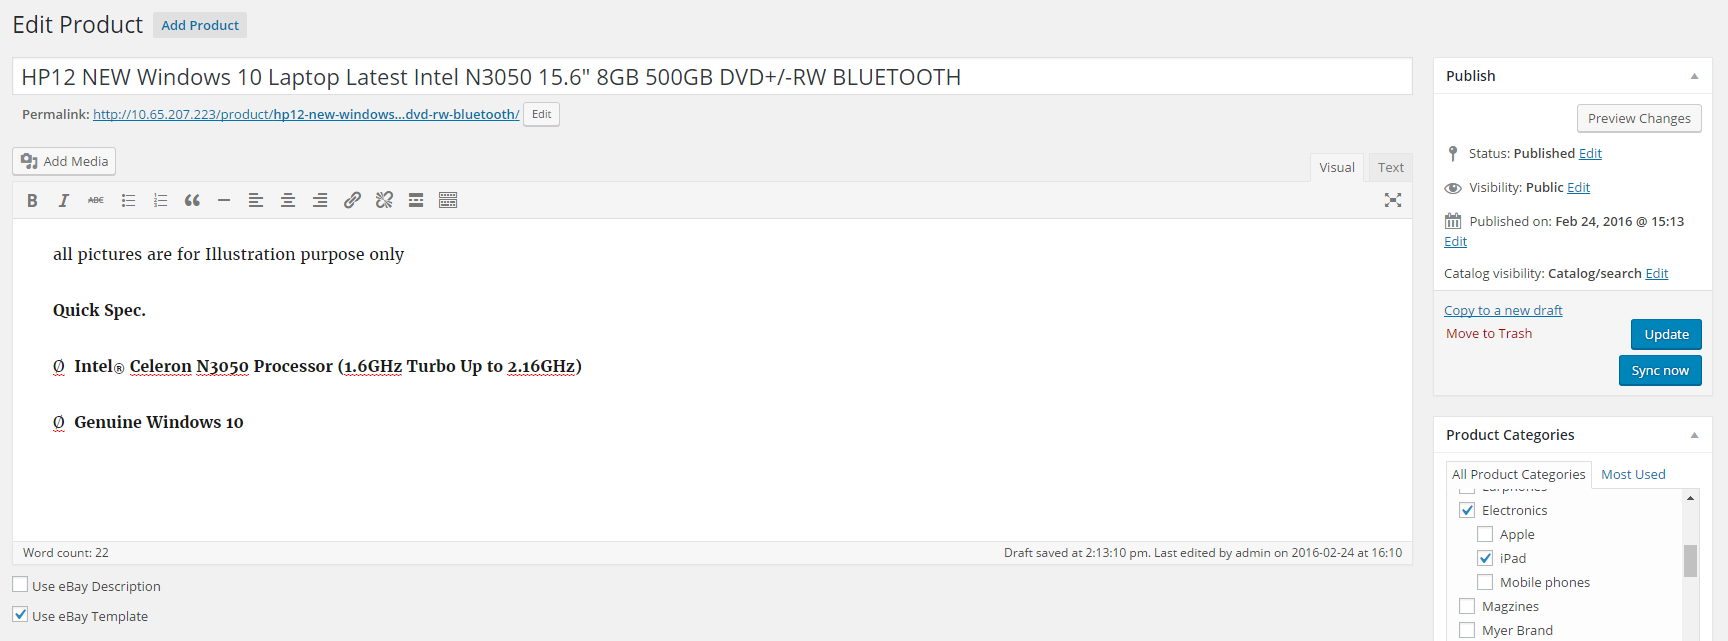 Edit Product Add Product
HP12 NEW Windows 10 Laptop Latest Intel N3050 15.6" 8GB 500GB DVD+/-RW BLUETOOTH
Permalink: http://10.65.207.223/product/hp12-new-windows...dvd-rw-bluetooth/ Edit
Add Media
Visual Text
B I ABC
all pictures are for Illustration purpose only
Quick Spec.
Ø Intel® Celeron N3050 Processor (1.6GHz Turbo Up to 2.16GHz)
Ø Genuine Windows 10
Word count: 22
Draft saved at 2:13:10 pm. Last edited by admin on 2016-02-24 at 16:10
Use eBay Description
Use eBay Template
Publish
Preview Changes
Status: Published Edit
Visibility: Public Edit
Published on: Feb 24, 2016 @ 15:13
Edit
Catalog visibility: Catalog/search Edit
Copy to a new draft
Move to Trash
Update
Sync now
Product Categories
All Product Categories Most Used
Earphones
Electronics
Apple
iPad
Mobile phones
Magzines
Myer Brand